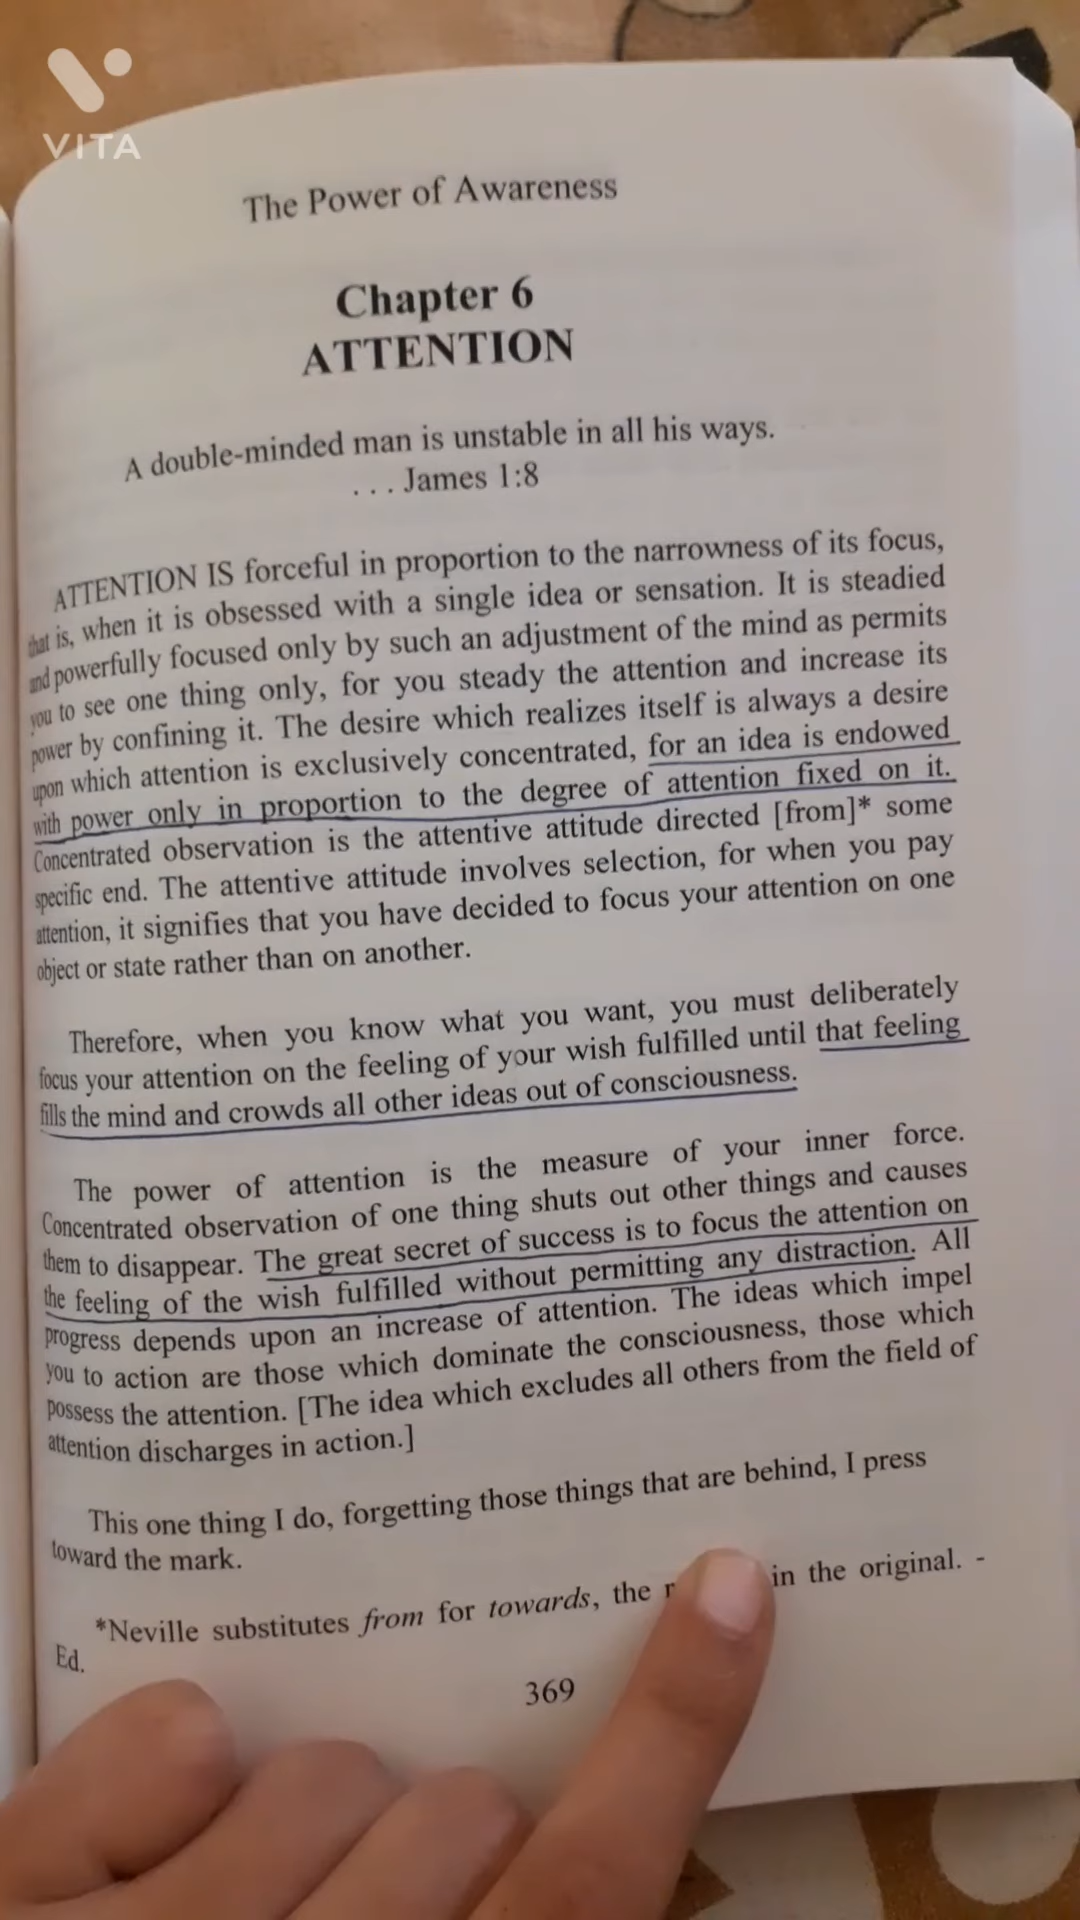 VITA
The Power of Awareness
Chapter 6
ATTENTION
A double-minded man is unstable in all his ways.
. . . James 1:8
ATTENTION IS forceful in proportion to the narrowness of its focus,
that is, when it is obsessed with a single idea or sensation. It is steadied
and powerfully focused only by such an adjustment of the mind as permits
you to see one thing only, for you steady the attention and increase its
power by confining it. The desire which realizes itself is always a desire
upon which attention is exclusively concentrated, for an idea is endowed
with power only in proportion to the degree of attention fixed on it.
Concentrated observation is the attentive attitude directed [from]* some
specific end. The attentive attitude involves selection, for when you pay
attention, it signifies that you have decided to focus your attention on one
object or state rather than on another.
Therefore, when you know what you want, you must deliberately
focus your attention on the feeling of your wish fulfilled until that feeling
fills the mind and crowds all other ideas out of consciousness.
The power of attention is the measure of your inner force.
Concentrated observation of one thing shuts out other things and causes
them to disappear. The great secret of success is to focus the attention on
the feeling of the wish fulfilled without permitting any distraction. All
progress depends upon an increase of attention. The ideas which impel
you to action are those which dominate the consciousness, those which
possess the attention. [The idea which excludes all others from the field of
attention discharges in action.]
This one thing I do, forgetting those things that are behind, I press
toward the mark.
*Neville substitutes from for towards, the in the original. -
Ed.
369